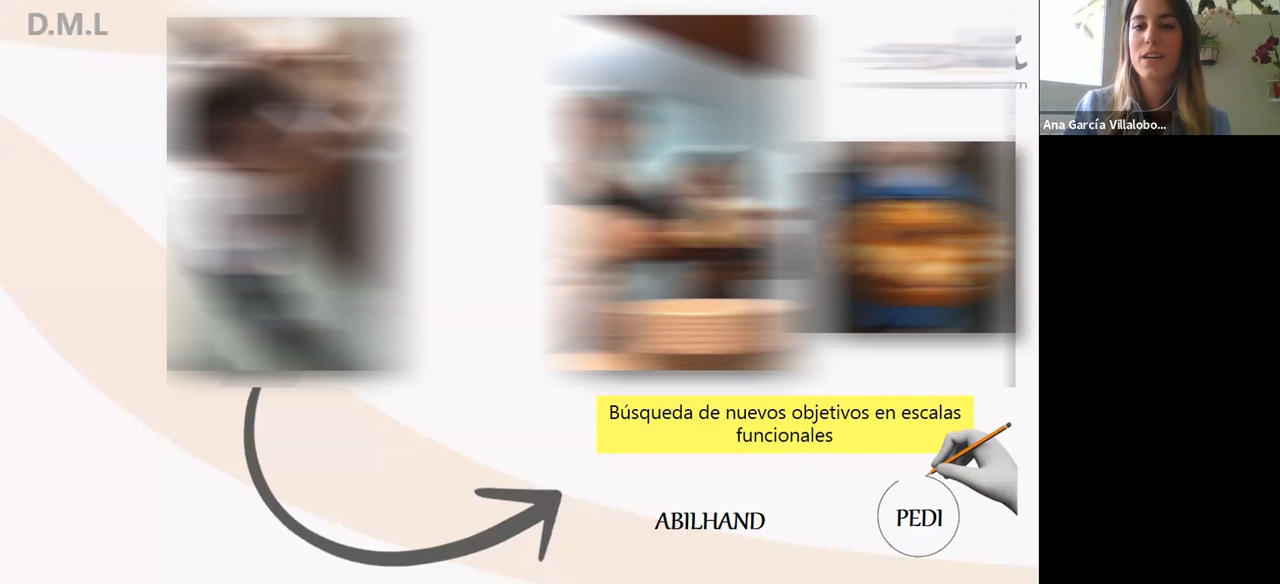 D.M.L
Ana García Villalobo...
Búsqueda de nuevos objetivos en escalas
funcionales
ABILHAND
PEDI